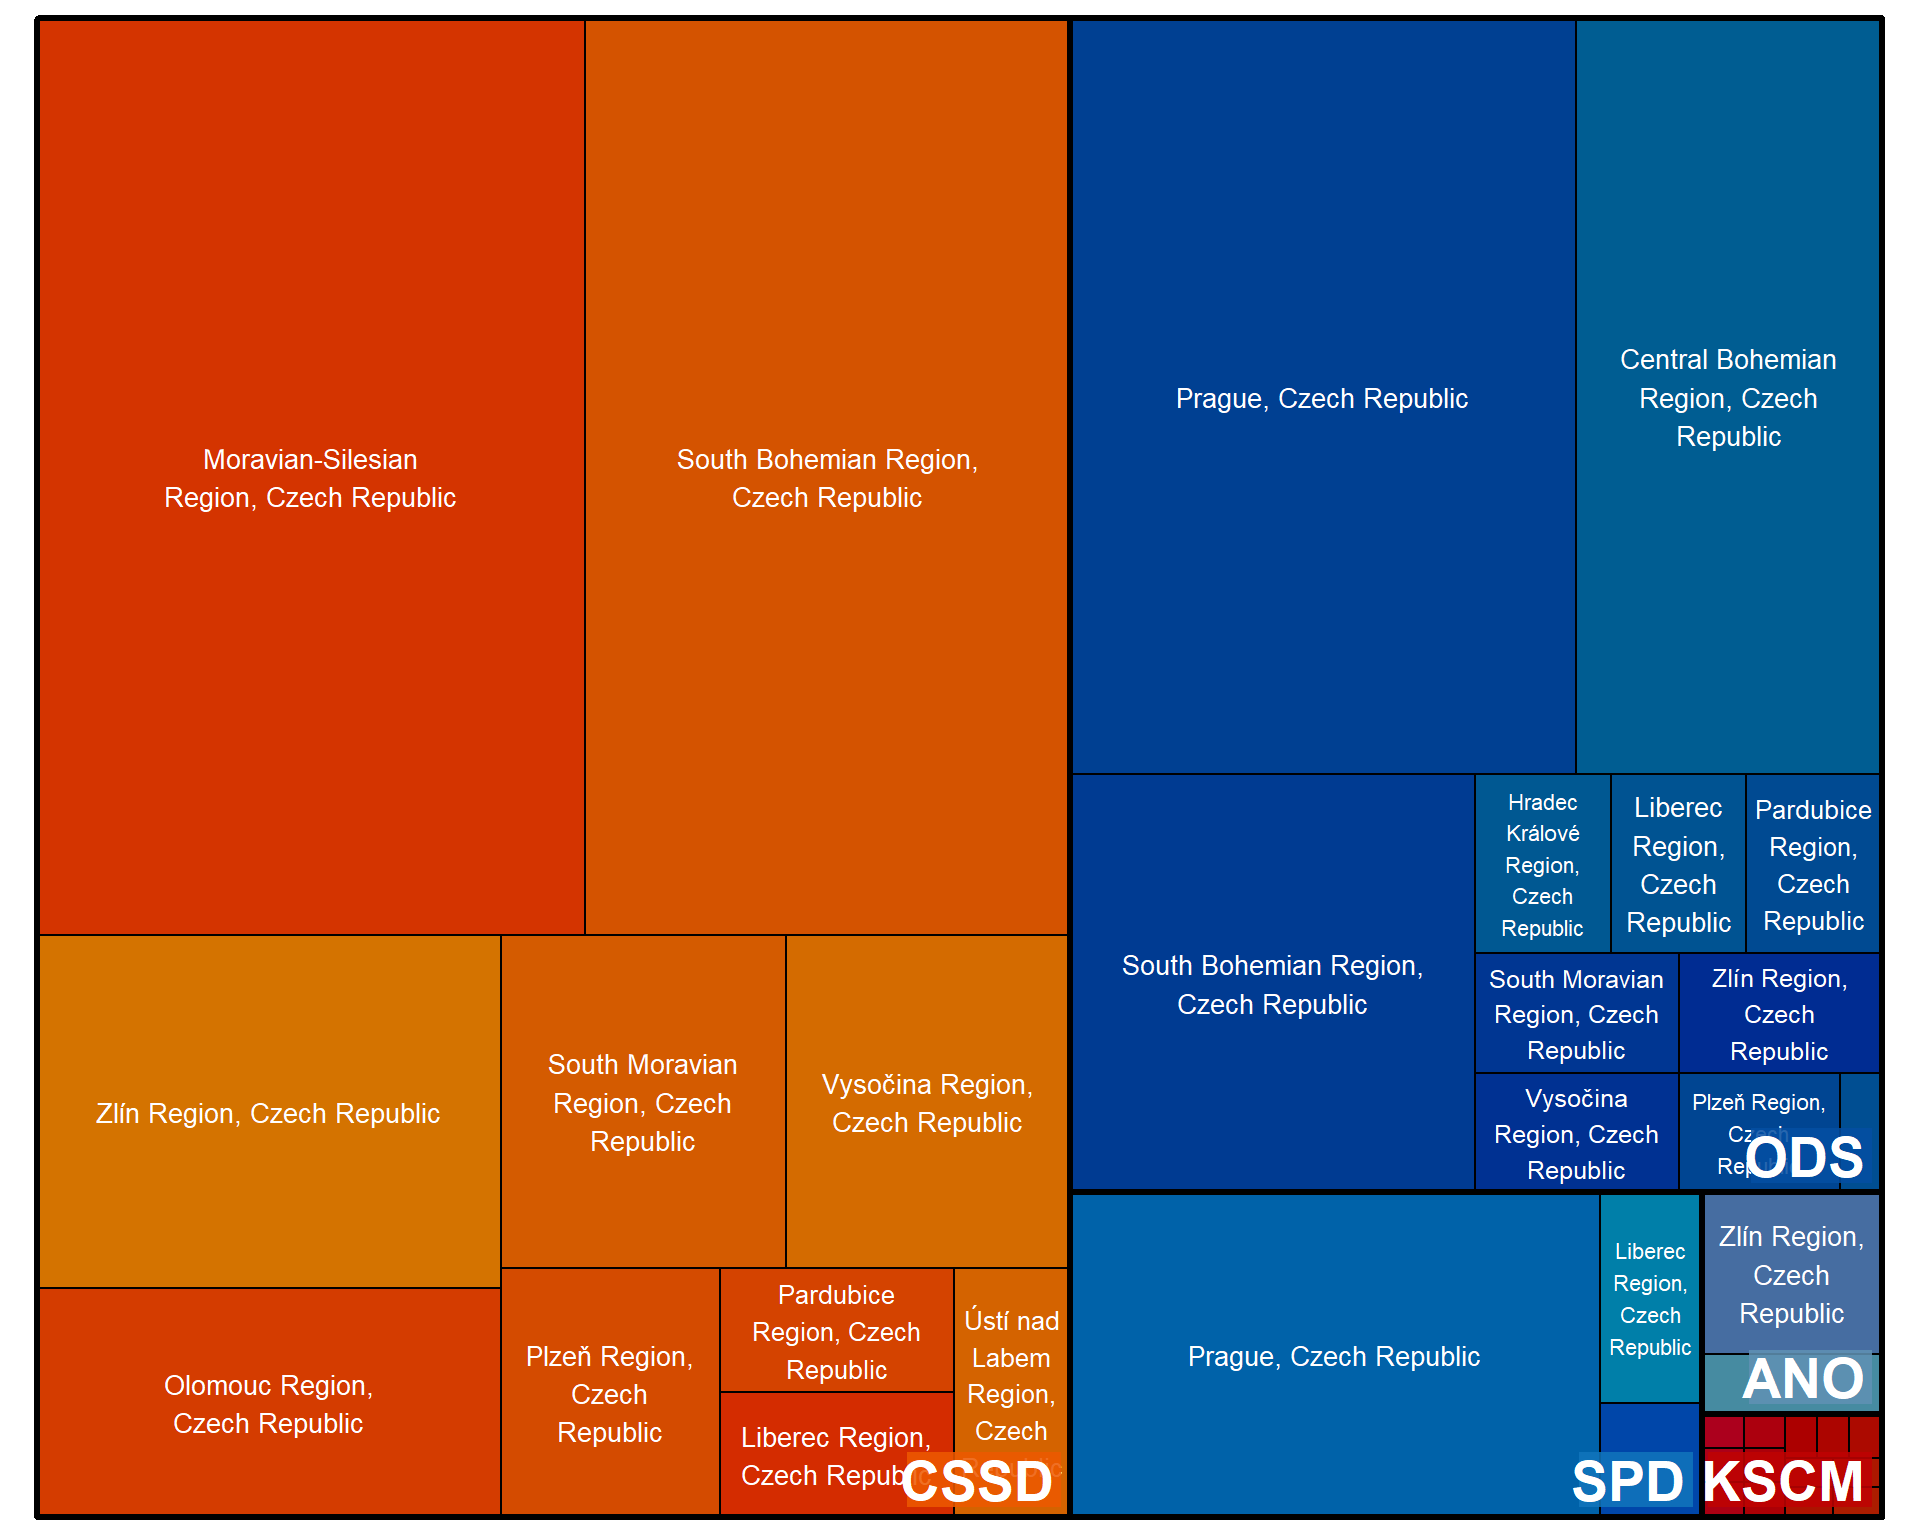 Moravian-Silesian
Region, Czech Republic
South Bohemian Region,
Czech Republic
Zlín Region, Czech Republic
South Moravian
Region, Czech
Republic
Vysočina Region,
Czech Republic
Olomouc Region,
Czech Republic
Plzeň Region,
Czech
Republic
Pardubice
Region, Czech
Republic
Liberec Region,
Czech Republic
Ústí nad
Labem
Region,
Czech
Republic
CSSD
Prague, Czech Republic
Central Bohemian
Region, Czech
Republic
South Bohemian Region,
Czech Republic
Hradec
Králové
Region,
Czech
Republic
Liberec
Region,
Czech
Republic
Pardubice
Region,
Czech
Republic
South Moravian
Region, Czech
Republic
Zlín Region,
Czech
Republic
Vysočina
Region, Czech
Republic
Plzeň Region,
Czech
Republic
ODS
Prague, Czech Republic
Liberec
Region,
Czech
Republic
SPD
Zlín Region,
Czech
Republic
ANO
KSCM